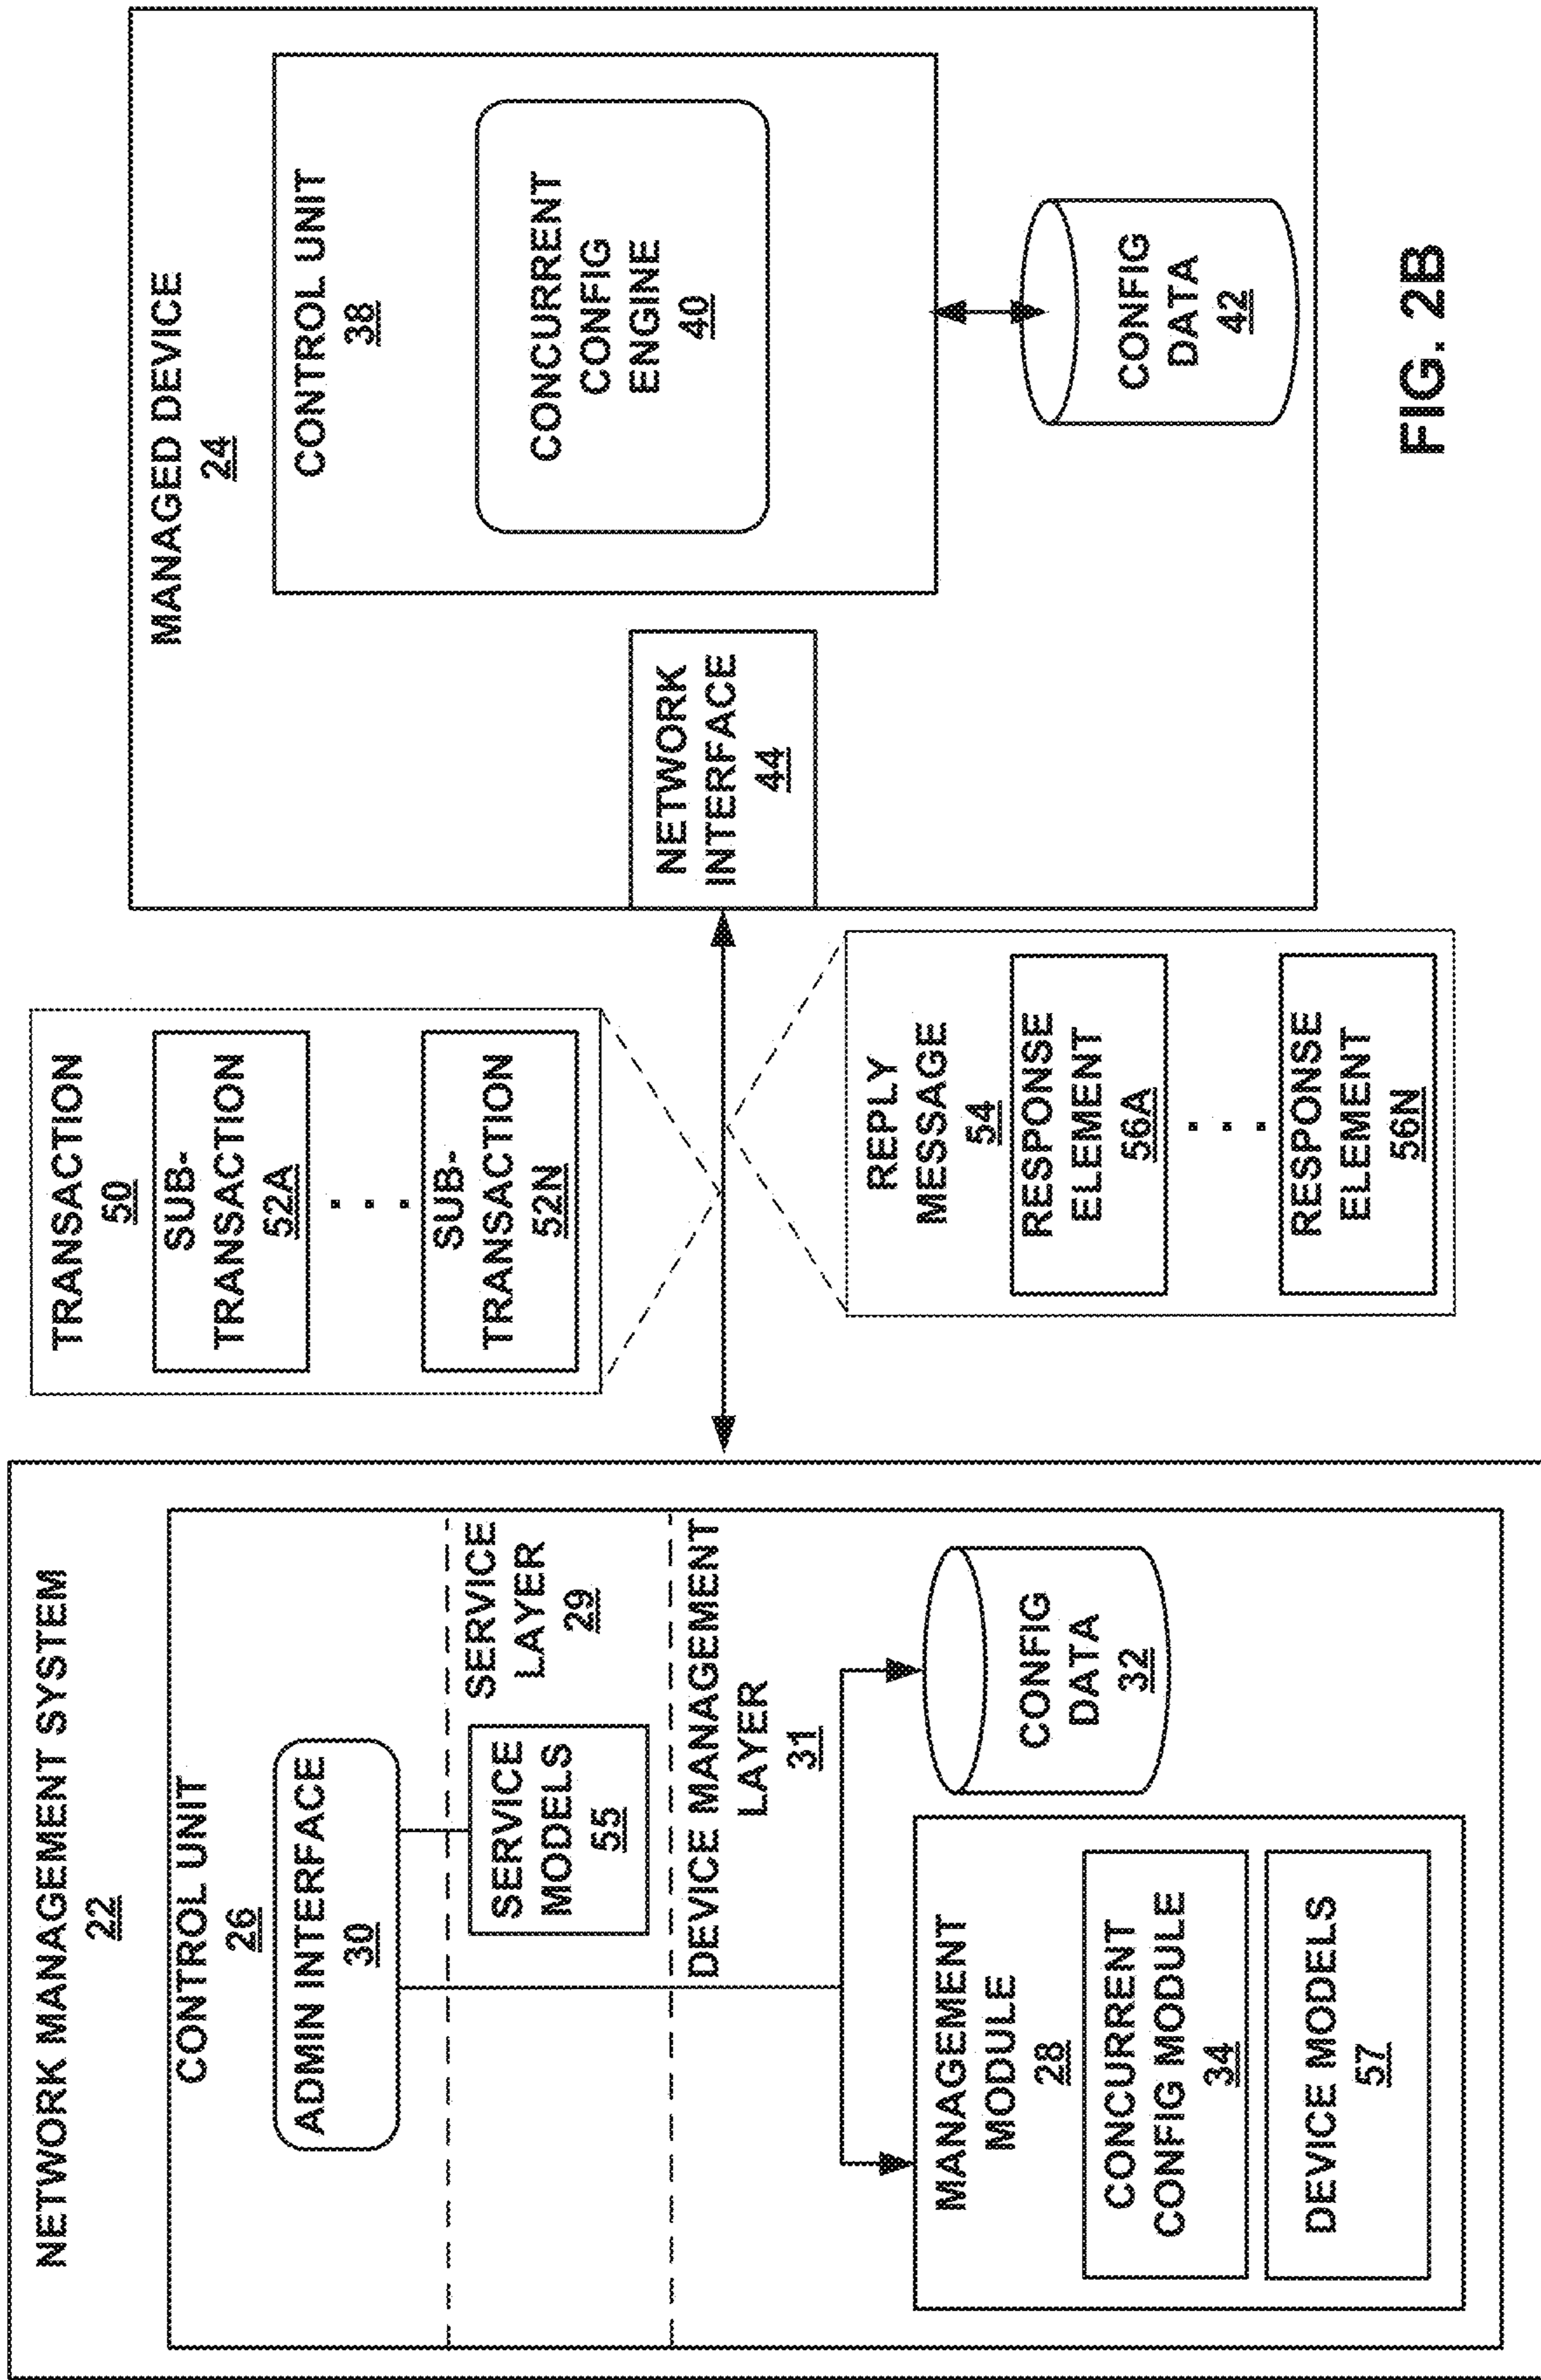 NETWORK MANAGEMENT SYSTEM
22
CONTROL UNIT
26
ADMIN INTERFACE
30
SERVICE
LAYER
29
SERVICE
MODELS
55
DEVICE MANAGEMENT
LAYER
31
MANAGEMENT
MODULE
28
CONCURRENT
CONFIG MODULE
34
DEVICE MODELS
57
CONFIG
DATA
32
TRANSACTION
50
SUB-
TRANSACTION
52A
. . .
SUB-
TRANSACTION
52N
REPLY
MESSAGE
54
RESPONSE
ELEMENT
56A
. . .
RESPONSE
ELEMENT
56N
MANAGED DEVICE
24
CONTROL UNIT
38
CONCURRENT
CONFIG
ENGINE
40
NETWORK
INTERFACE
44
CONFIG
DATA
42
FIG. 2B